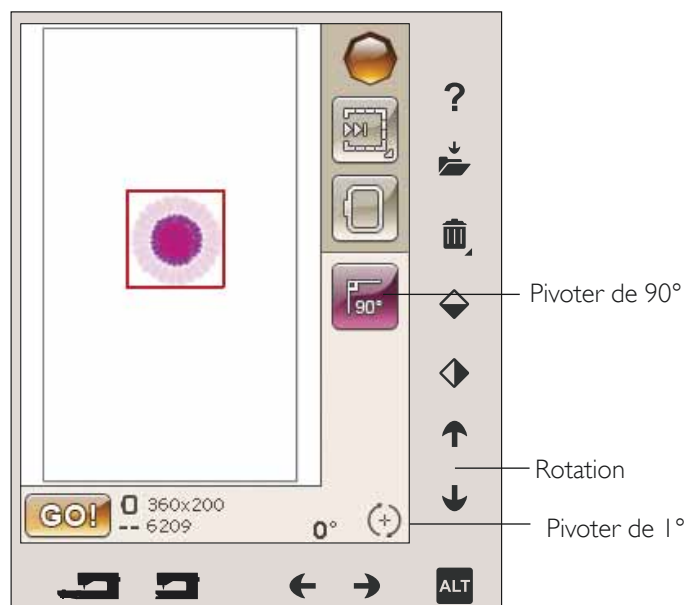 ?
90°
Pivoter de 90°
Rotation
GO!
360x200
-- 6209
0°
Pivoter de 1°
ALT